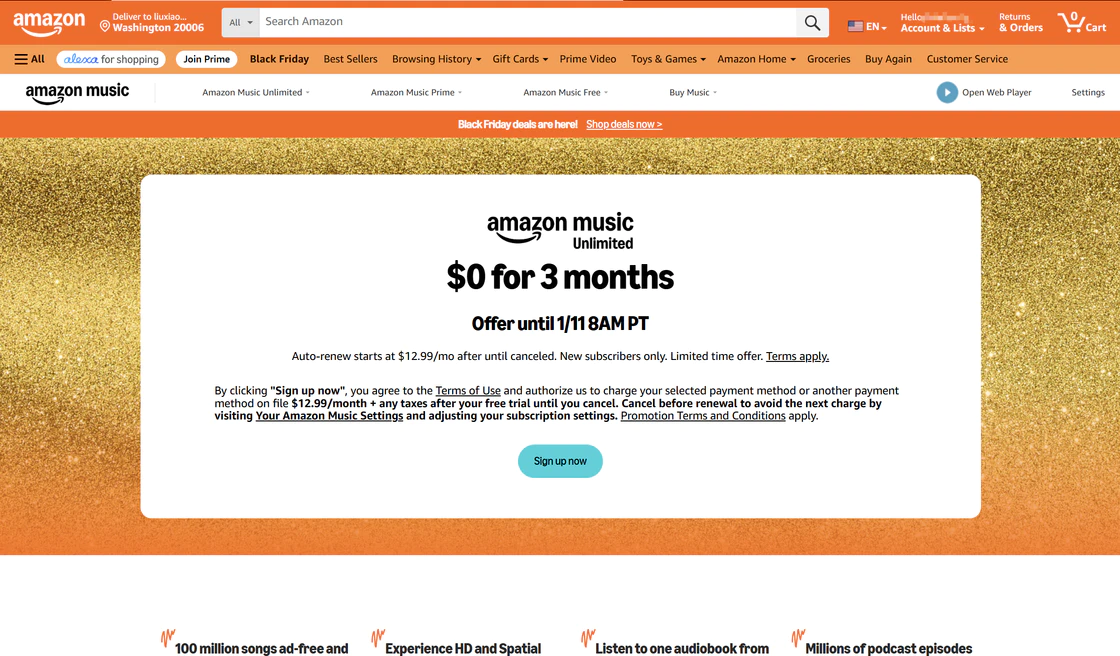 amazon
Deliver to liuxiao...
Washington 20006
All
Search Amazon
EN
Hello
Account & Lists
Returns
& Orders
0
Cart
All
alexa for shopping
Join Prime
Black Friday
Best Sellers
Browsing History
Gift Cards
Prime Video
Toys & Games
Amazon Home
Groceries
Buy Again
Customer Service
amazon music
Amazon Music Unlimited
Amazon Music Prime
Amazon Music Free
Buy Music
Open Web Player
Settings
Black Friday deals are here! Shop deals now >
amazon music
Unlimited
$0 for 3 months
Offer until 1/11 8AM PT
Auto-renew starts at $12.99/mo after until canceled. New subscribers only. Limited time offer. Terms apply.
By clicking "Sign up now", you agree to the Terms of Use and authorize us to charge your selected payment method or another payment
method on file $12.99/month + any taxes after your free trial until you cancel. Cancel before renewal to avoid the next charge by
visiting Your Amazon Music Settings and adjusting your subscription settings. Promotion Terms and Conditions apply.
Sign up now
100 million songs ad-free and
Experience HD and Spatial
Listen to one audiobook from
Millions of podcast episodes